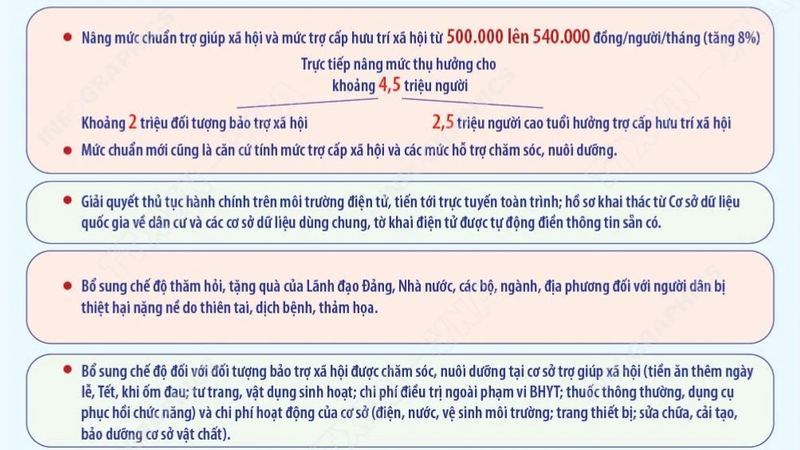 Nâng mức chuẩn trợ giúp xã hội và mức trợ cấp hưu trí xã hội từ 500.000 lên 540.000 đồng/người/tháng (tăng 8%)
Trực tiếp nâng mức thụ hưởng cho
khoảng 4,5 triệu người
Khoảng 2 triệu đối tượng bảo trợ xã hội
2,5 triệu người cao tuổi hưởng trợ cấp hưu trí xã hội
Mức chuẩn mới cũng là căn cứ tính mức trợ cấp xã hội và các mức hỗ trợ chăm sóc, nuôi dưỡng.
Giải quyết thủ tục hành chính trên môi trường điện tử, tiến tới trực tuyến toàn trình; hồ sơ khai thác từ Cơ sở dữ liệu
quốc gia về dân cư và các cơ sở dữ liệu dùng chung, tờ khai điện tử được tự động điền thông tin sẵn có.
Bổ sung chế độ thăm hỏi, tặng quà của Lãnh đạo Đảng, Nhà nước, các bộ, ngành, địa phương đối với người dân bị
thiệt hại nặng nề do thiên tai, dịch bệnh, thảm họa.
Bổ sung chế độ đối với đối tượng bảo trợ xã hội được chăm sóc, nuôi dưỡng tại cơ sở trợ giúp xã hội (tiền ăn thêm ngày
lễ, Tết, khi ốm đau; tư trang, vật dụng sinh hoạt; chi phí điều trị ngoài phạm vi BHYT; thuốc thông thường, dụng cụ
phục hồi chức năng) và chi phí hoạt động của cơ sở (điện, nước, vệ sinh môi trường; trang thiết bị; sửa chữa, cải tạo,
bảo dưỡng cơ sở vật chất).